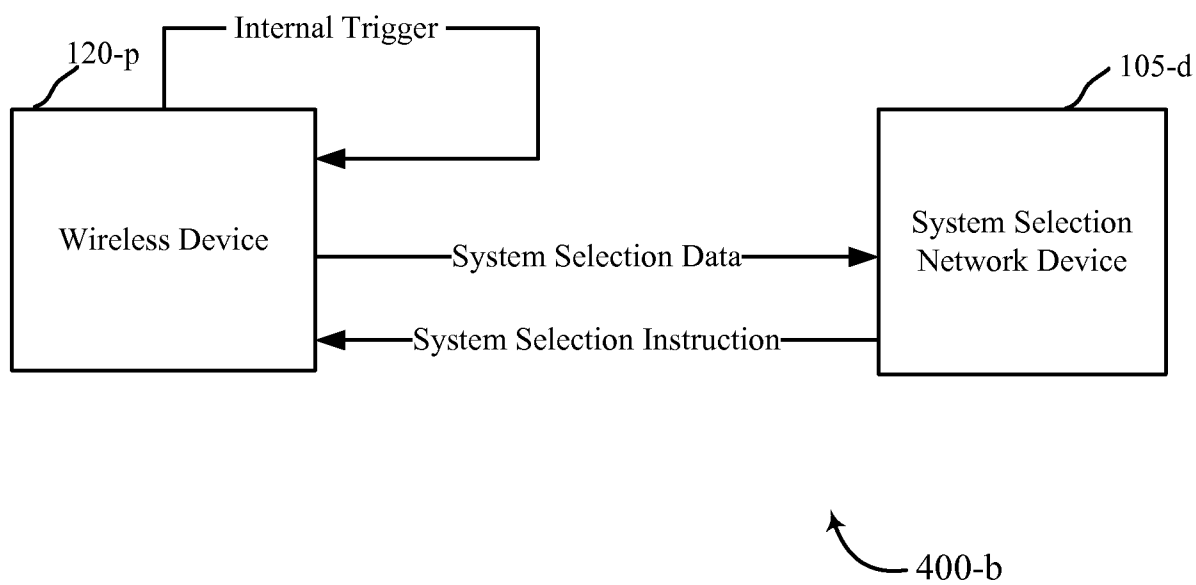 Internal Trigger
120-p
105-d
Wireless Device
System Selection
Network Device
System Selection Data
System Selection Instruction
400-b